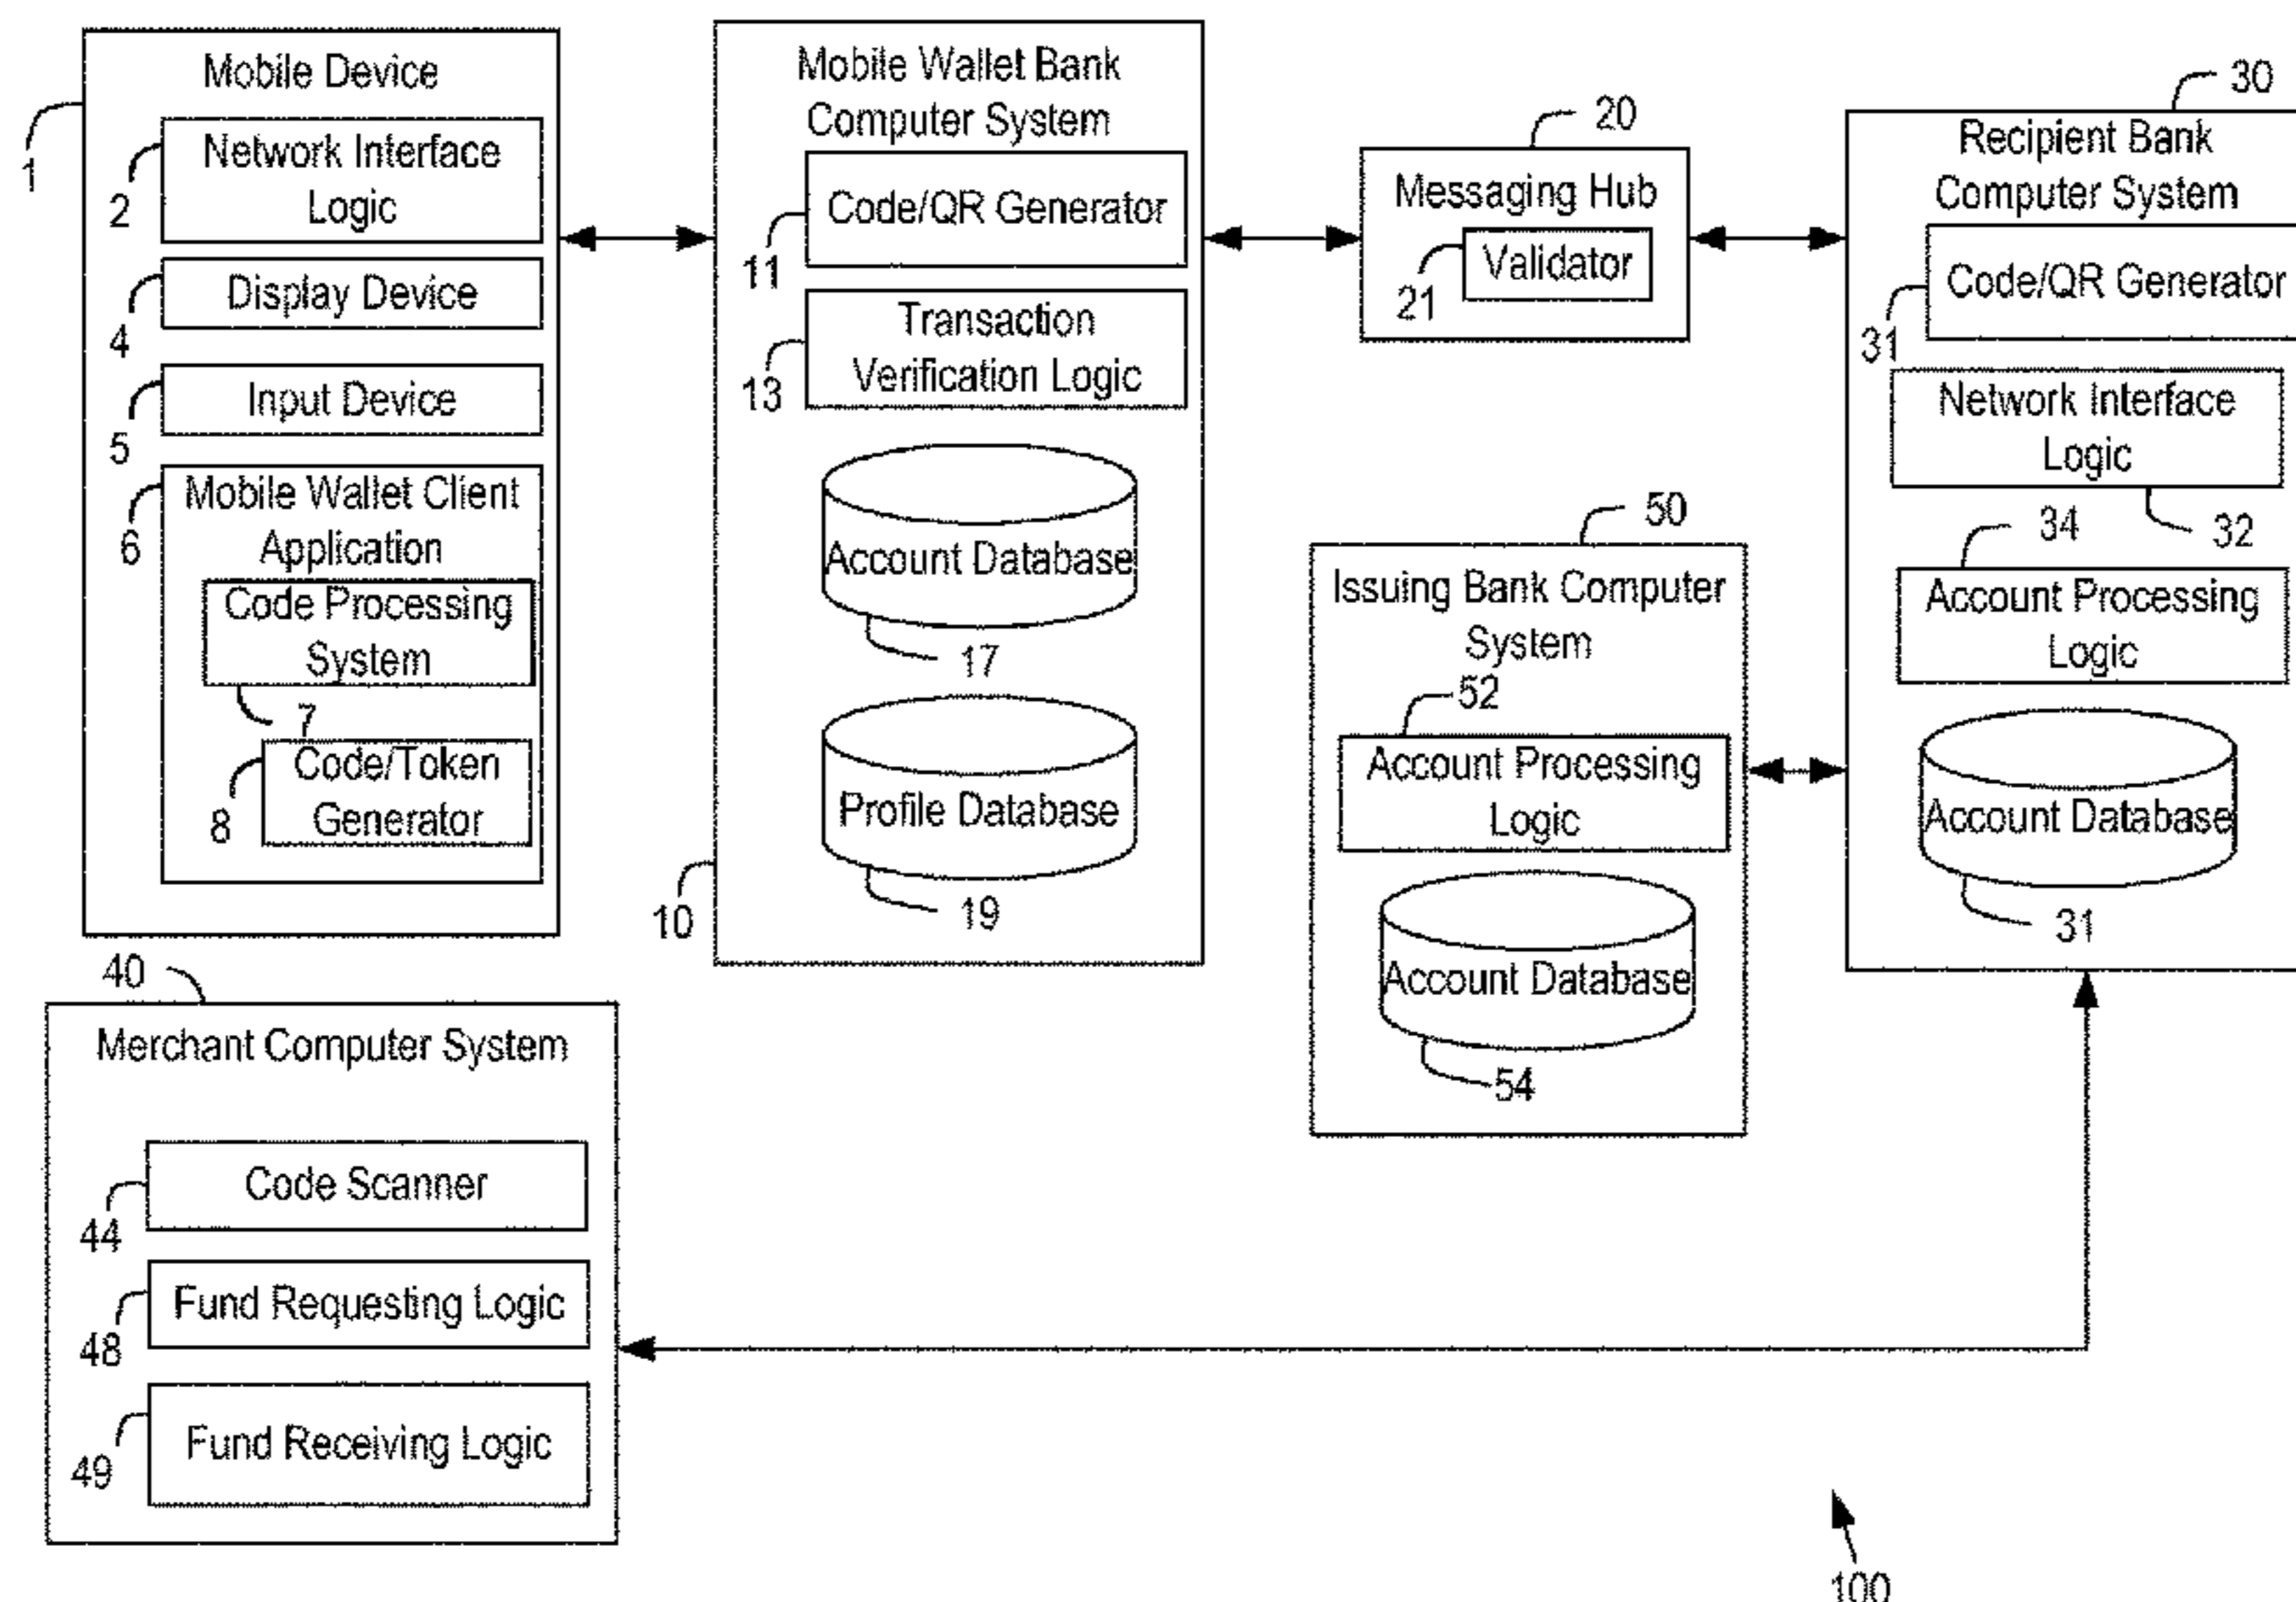 Mobile Device
1
Network Interface
Logic
2
Display Device
4
Input Device
5
Mobile Wallet Client
Application
6
Code Processing
System
7
Code/Token
Generator
8
Mobile Wallet Bank
Computer System
Code/QR Generator
11
Transaction
Verification Logic
13
Account Database
17
Profile Database
19
10
20
Messaging Hub
Validator
21
30
Recipient Bank
Computer System
Code/QR Generator
31
Network Interface
Logic
32
34
Account Processing
Logic
Account Database
31
50
Issuing Bank Computer
System
52
Account Processing
Logic
Account Database
54
40
Merchant Computer System
Code Scanner
44
Fund Requesting Logic
48
Fund Receiving Logic
49
100